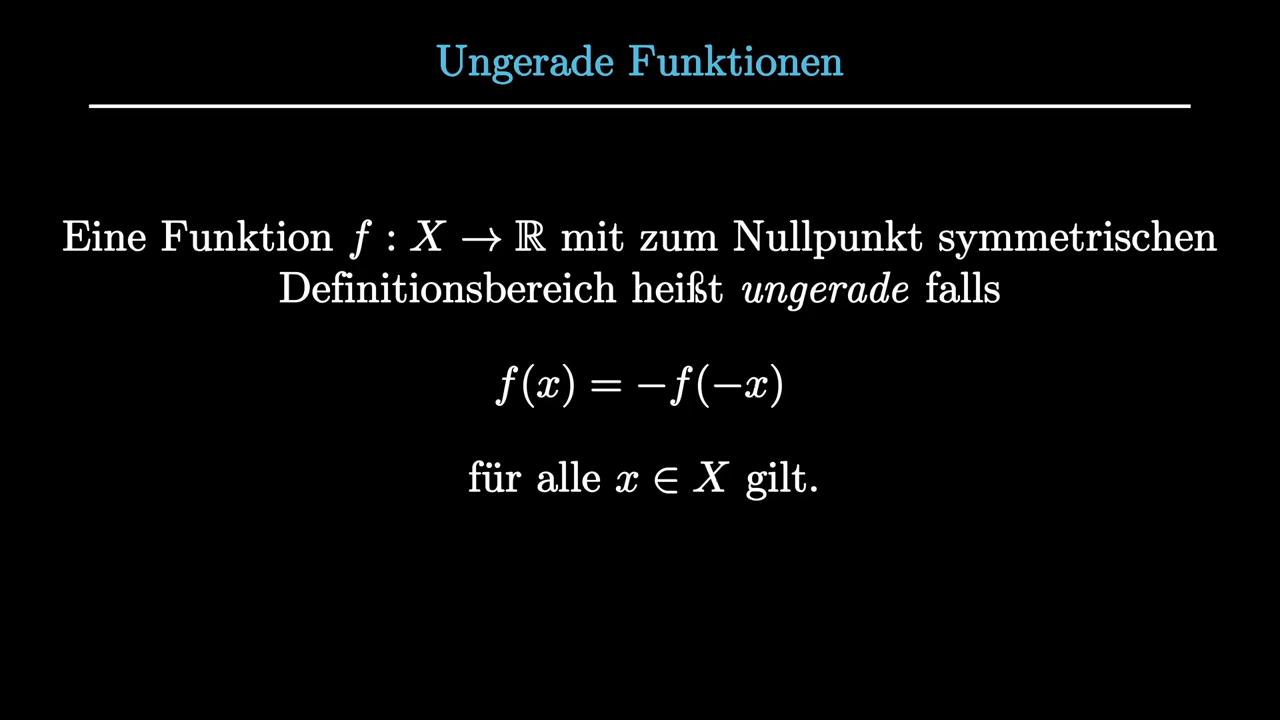 Ungerade Funktionen
Eine Funktion f : X → ℝ mit zum Nullpunkt symmetrischen
Definitionsbereich heißt ungerade falls
f(x) = −f(−x)
für alle x ∈ X gilt.